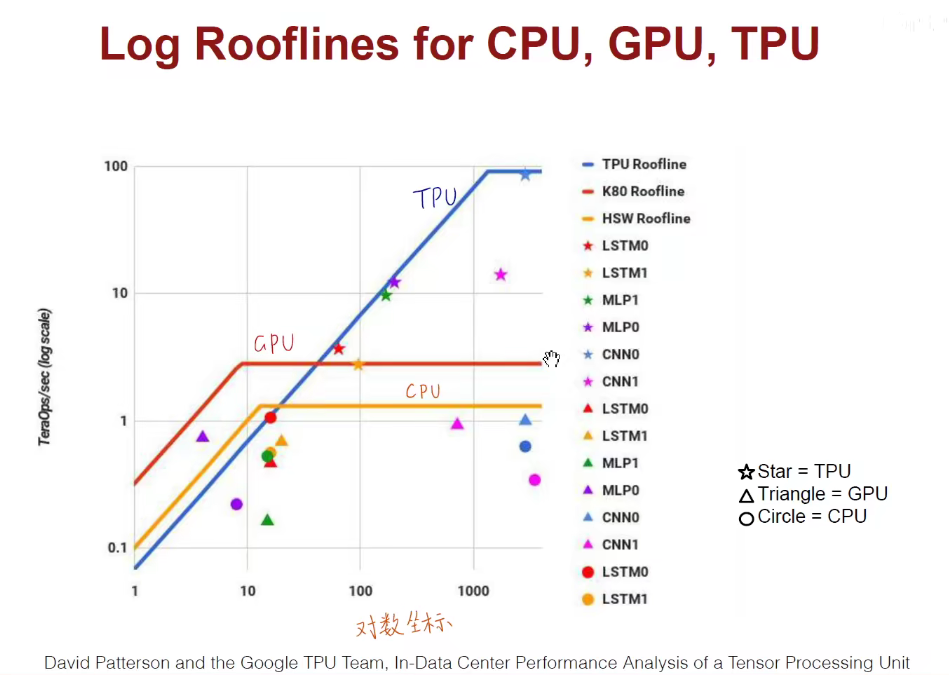 Log Rooflines for CPU, GPU, TPU
100
10
1
0.1
TeraOps/sec (log scale)
1
10
100
1000
TPU
GPU
CPU
对数坐标
TPU Roofline
K80 Roofline
HSW Roofline
LSTM0
LSTM1
MLP1
MLP0
CNN0
CNN1
LSTM0
LSTM1
MLP1
MLP0
CNN0
CNN1
LSTM0
LSTM1
Star = TPU
Triangle = GPU
Circle = CPU
David Patterson and the Google TPU Team, In-Data Center Performance Analysis of a Tensor Processing Unit